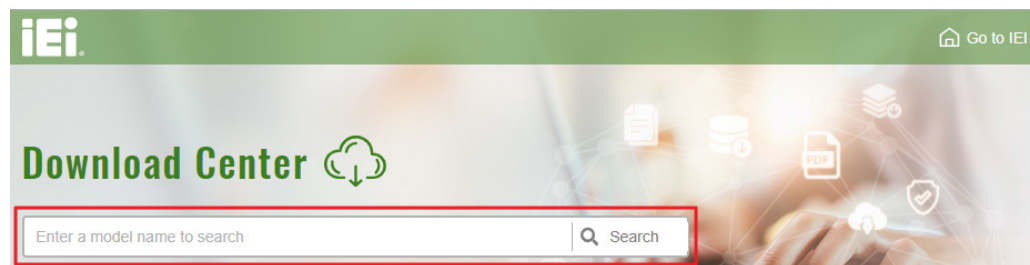 iEi.
Go to IEI
Download Center
PDF
Enter a model name to search
Search